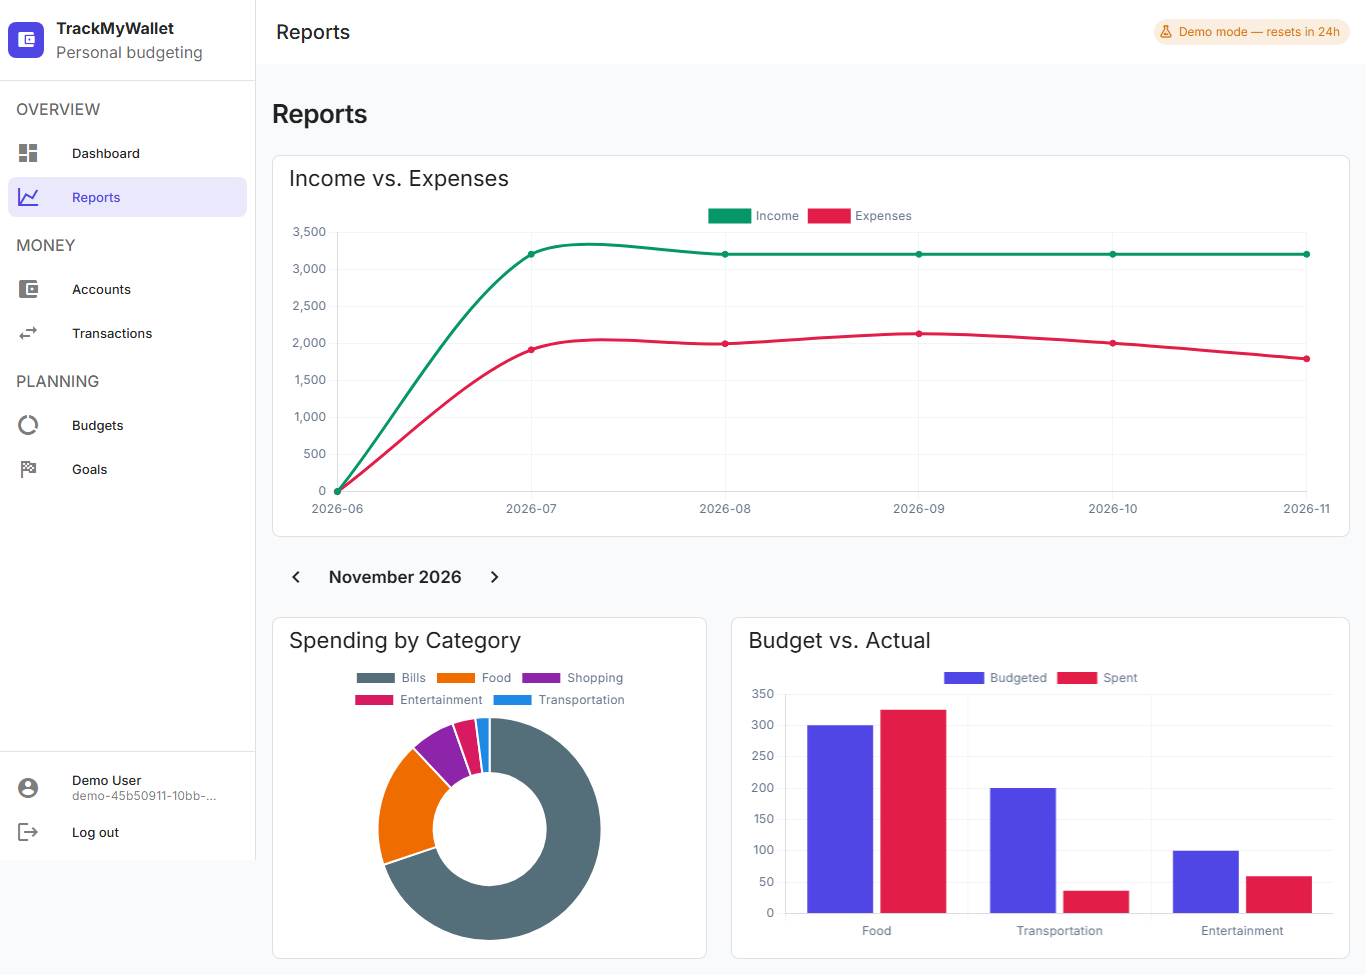 TrackMyWallet
Personal budgeting
OVERVIEW
Dashboard
Reports
MONEY
Accounts
Transactions
PLANNING
Budgets
Goals
Demo User
demo-45b50911-10bb-...
Log out
Reports
Demo mode — resets in 24h
Reports
Income vs. Expenses
Income Expenses
3,500
3,000
2,500
2,000
1,500
1,000
500
0
2026-06 2026-07 2026-08 2026-09 2026-10 2026-11
November 2026
Spending by Category
Bills Food Shopping
Entertainment Transportation
Budget vs. Actual
Budgeted Spent
350
300
250
200
150
100
50
0
Food Transportation Entertainment